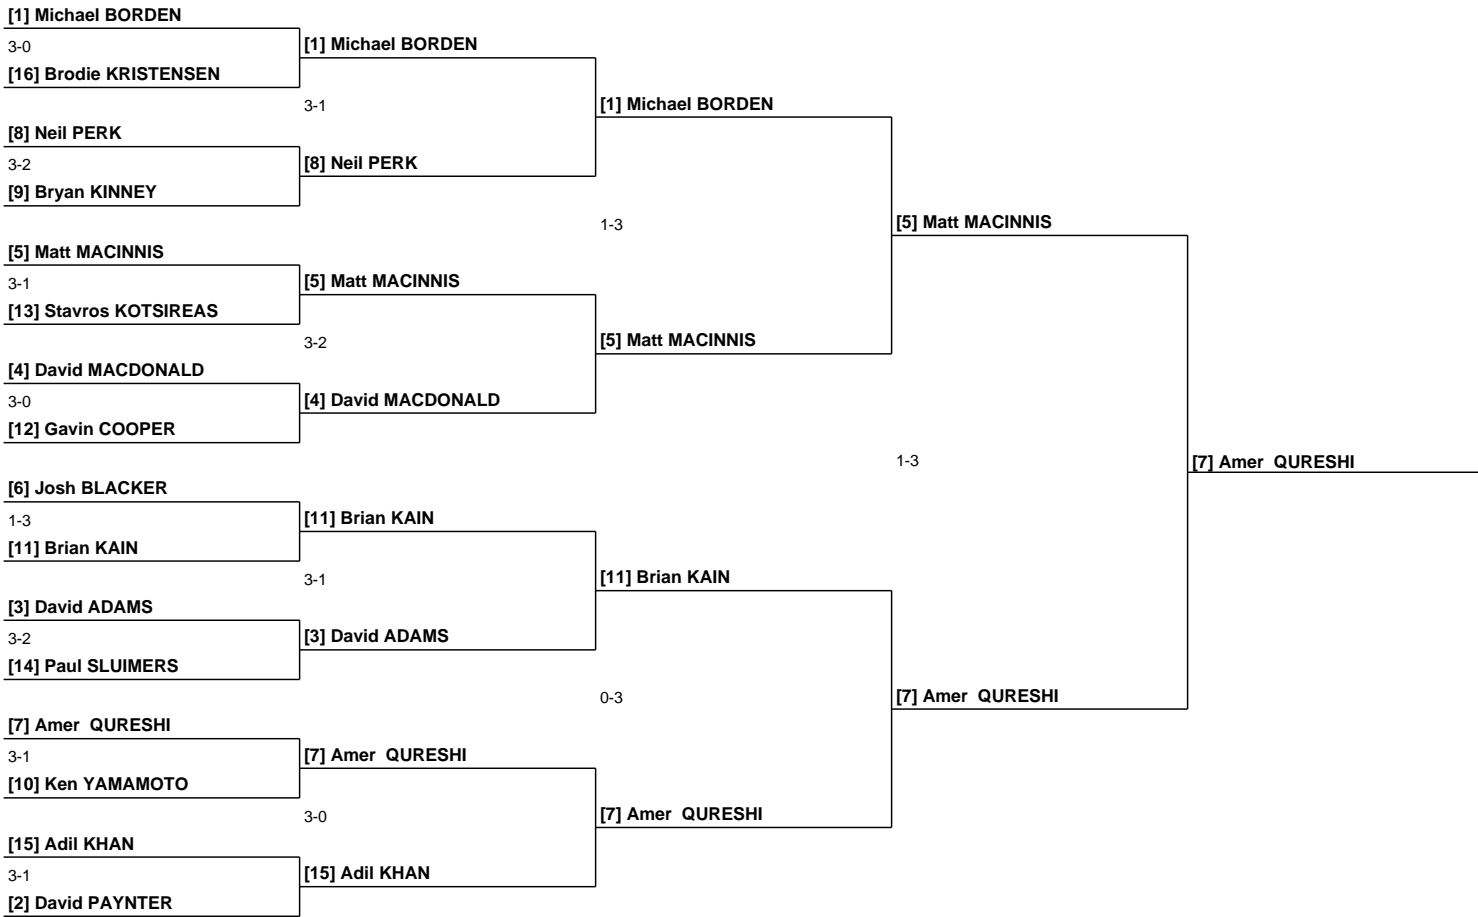 [1] Michael BORDEN
3-0
[16] Brodie KRISTENSEN
[8] Neil PERK
3-2
[9] Bryan KINNEY
[5] Matt MACINNIS
3-1
[13] Stavros KOTSIREAS
[4] David MACDONALD
3-0
[12] Gavin COOPER
[6] Josh BLACKER
1-3
[11] Brian KAIN
[3] David ADAMS
3-2
[14] Paul SLUIMERS
[7] Amer  QURESHI
3-1
[10] Ken YAMAMOTO
[15] Adil KHAN
3-1
[2] David PAYNTER
[1] Michael BORDEN
3-1
[8] Neil PERK
[5] Matt MACINNIS
3-2
[4] David MACDONALD
[11] Brian KAIN
3-1
[3] David ADAMS
[7] Amer  QURESHI
3-0
[15] Adil KHAN
[1] Michael BORDEN
1-3
[5] Matt MACINNIS
[11] Brian KAIN
0-3
[7] Amer  QURESHI
[5] Matt MACINNIS
1-3
[7] Amer  QURESHI
[7] Amer  QURESHI